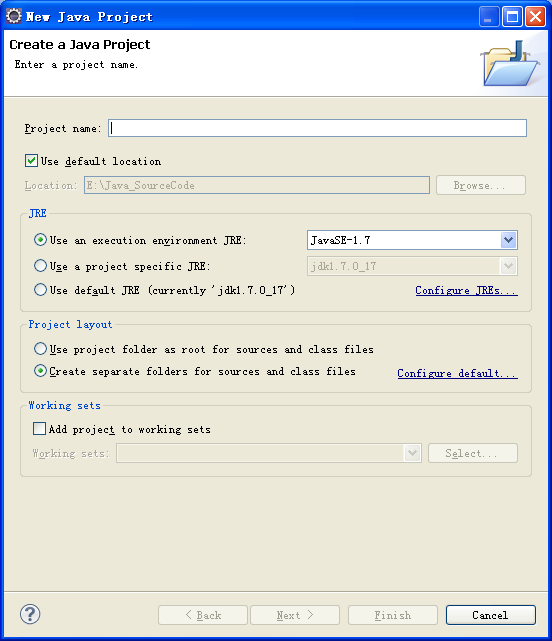 New Java Project
Create a Java Project
Enter a project name.
Project name:
Use default location
Location: E:\Java_SourceCode Browse...
JRE
Use an execution environment JRE: JavaSE-1.7
Use a project specific JRE: jdk1.7.0_17
Use default JRE (currently 'jdk1.7.0_17') Configure JREs...
Project layout
Use project folder as root for sources and class files
Create separate folders for sources and class files Configure default...
Working sets
Add project to working sets
Working sets: Select...
? < Back Next > Finish Cancel